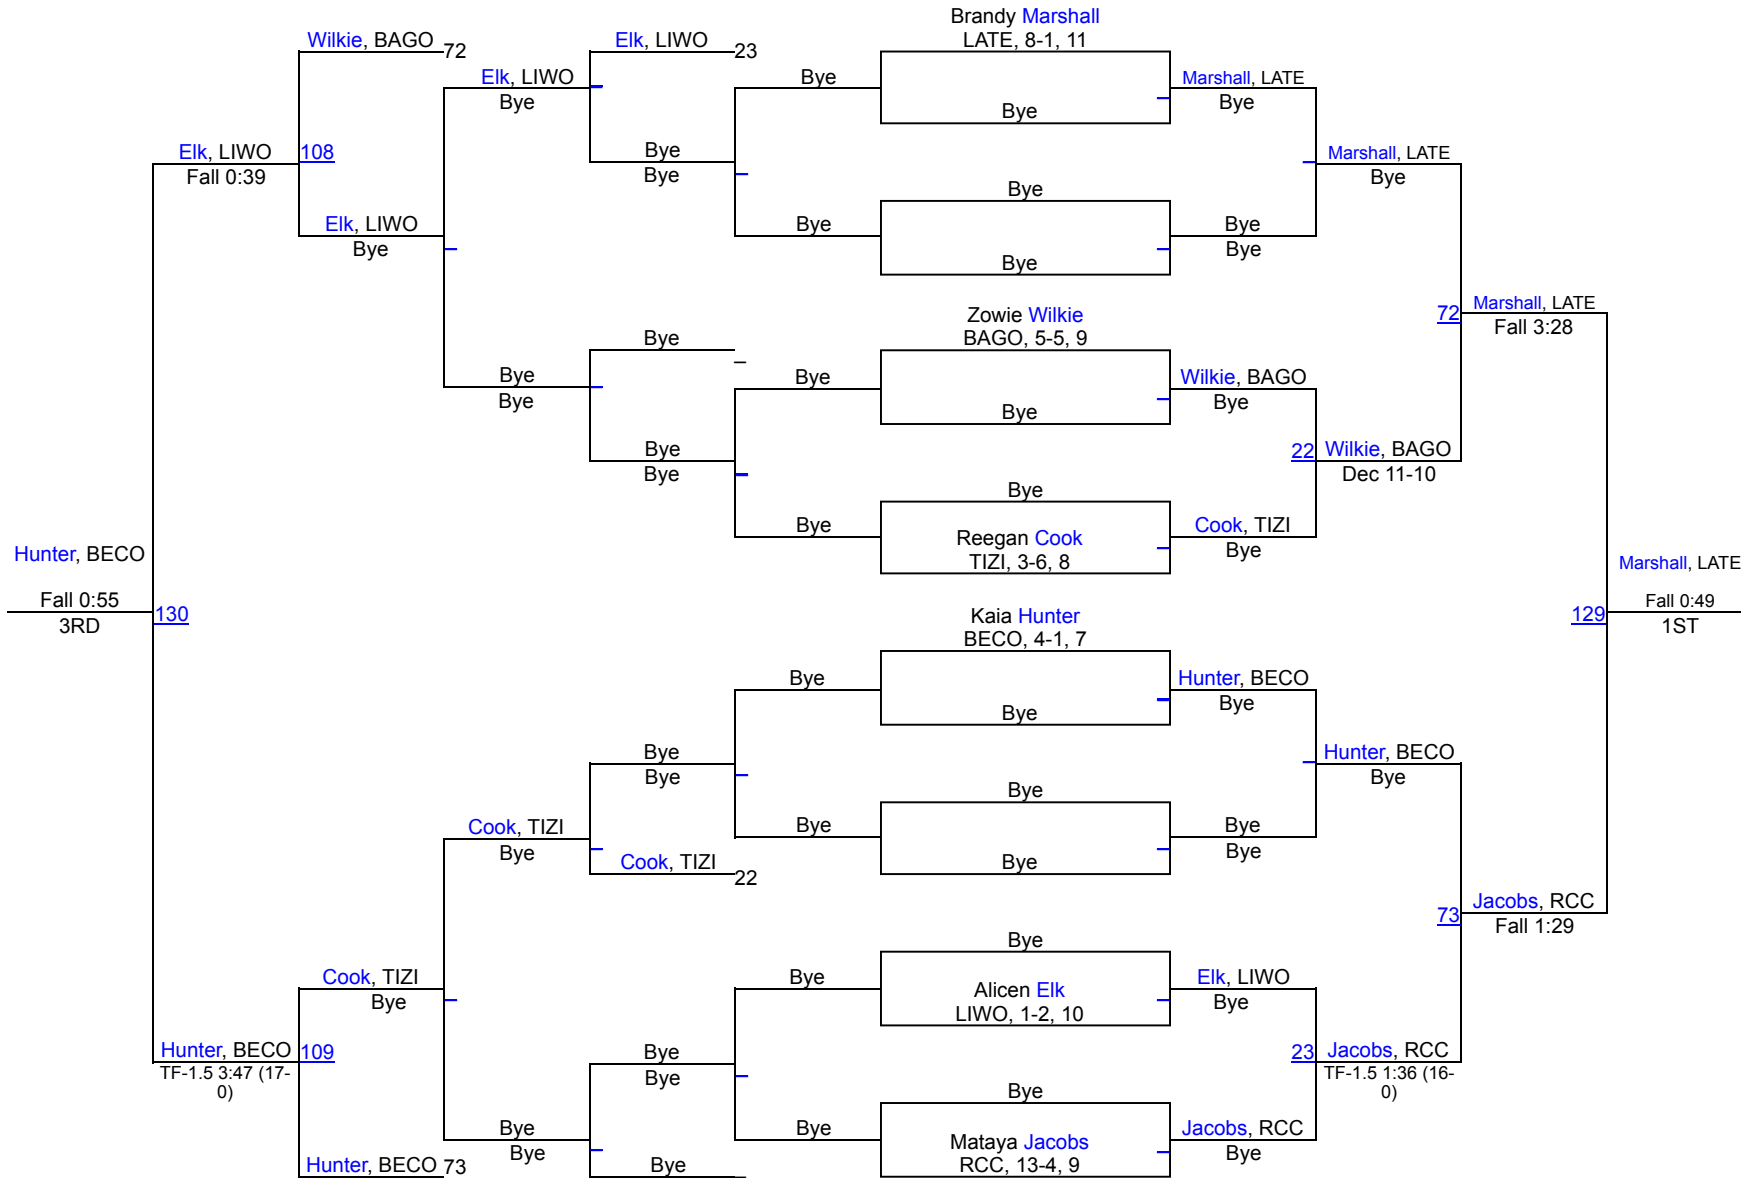 Brandy Marshall
LATE, 8-1, 11
Wilkie, BAGO 72
Elk, LIWO 23
Elk, LIWO
Bye
Bye
Bye
Marshall, LATE
Bye
Elk, LIWO
Fall 0:39
108
Bye
Bye
Marshall, LATE
Bye
Elk, LIWO
Bye
Bye
Bye
Bye
Bye
Bye
Zowie Wilkie
BAGO, 5-5, 9
72
Marshall, LATE
Fall 3:28
Bye
Bye
Bye
Bye
Bye
Wilkie, BAGO
Bye
Bye
Bye
22
Wilkie, BAGO
Dec 11-10
Bye
Bye
Reegan Cook
TIZI, 3-6, 8
Cook, TIZI
Bye
Hunter, BECO
Fall 0:55
3RD
130
Marshall, LATE
Fall 0:49
1ST
129
Kaia Hunter
BECO, 4-1, 7
Bye
Bye
Hunter, BECO
Bye
Bye
Bye
Hunter, BECO
Bye
Cook, TIZI
Bye
Bye
Bye
Bye
Bye
Bye
Cook, TIZI 22
73
Jacobs, RCC
Fall 1:29
Cook, TIZI
Bye
Bye
Bye
Alicen Elk
LIWO, 1-2, 10
Elk, LIWO
Bye
Hunter, BECO
TF-1.5 3:47 (17-
0)
109
Bye
Bye
23
Jacobs, RCC
TF-1.5 1:36 (16-
0)
Bye
Bye
Bye
Bye
Mataya Jacobs
RCC, 13-4, 9
Jacobs, RCC
Bye
Hunter, BECO 73
Bye